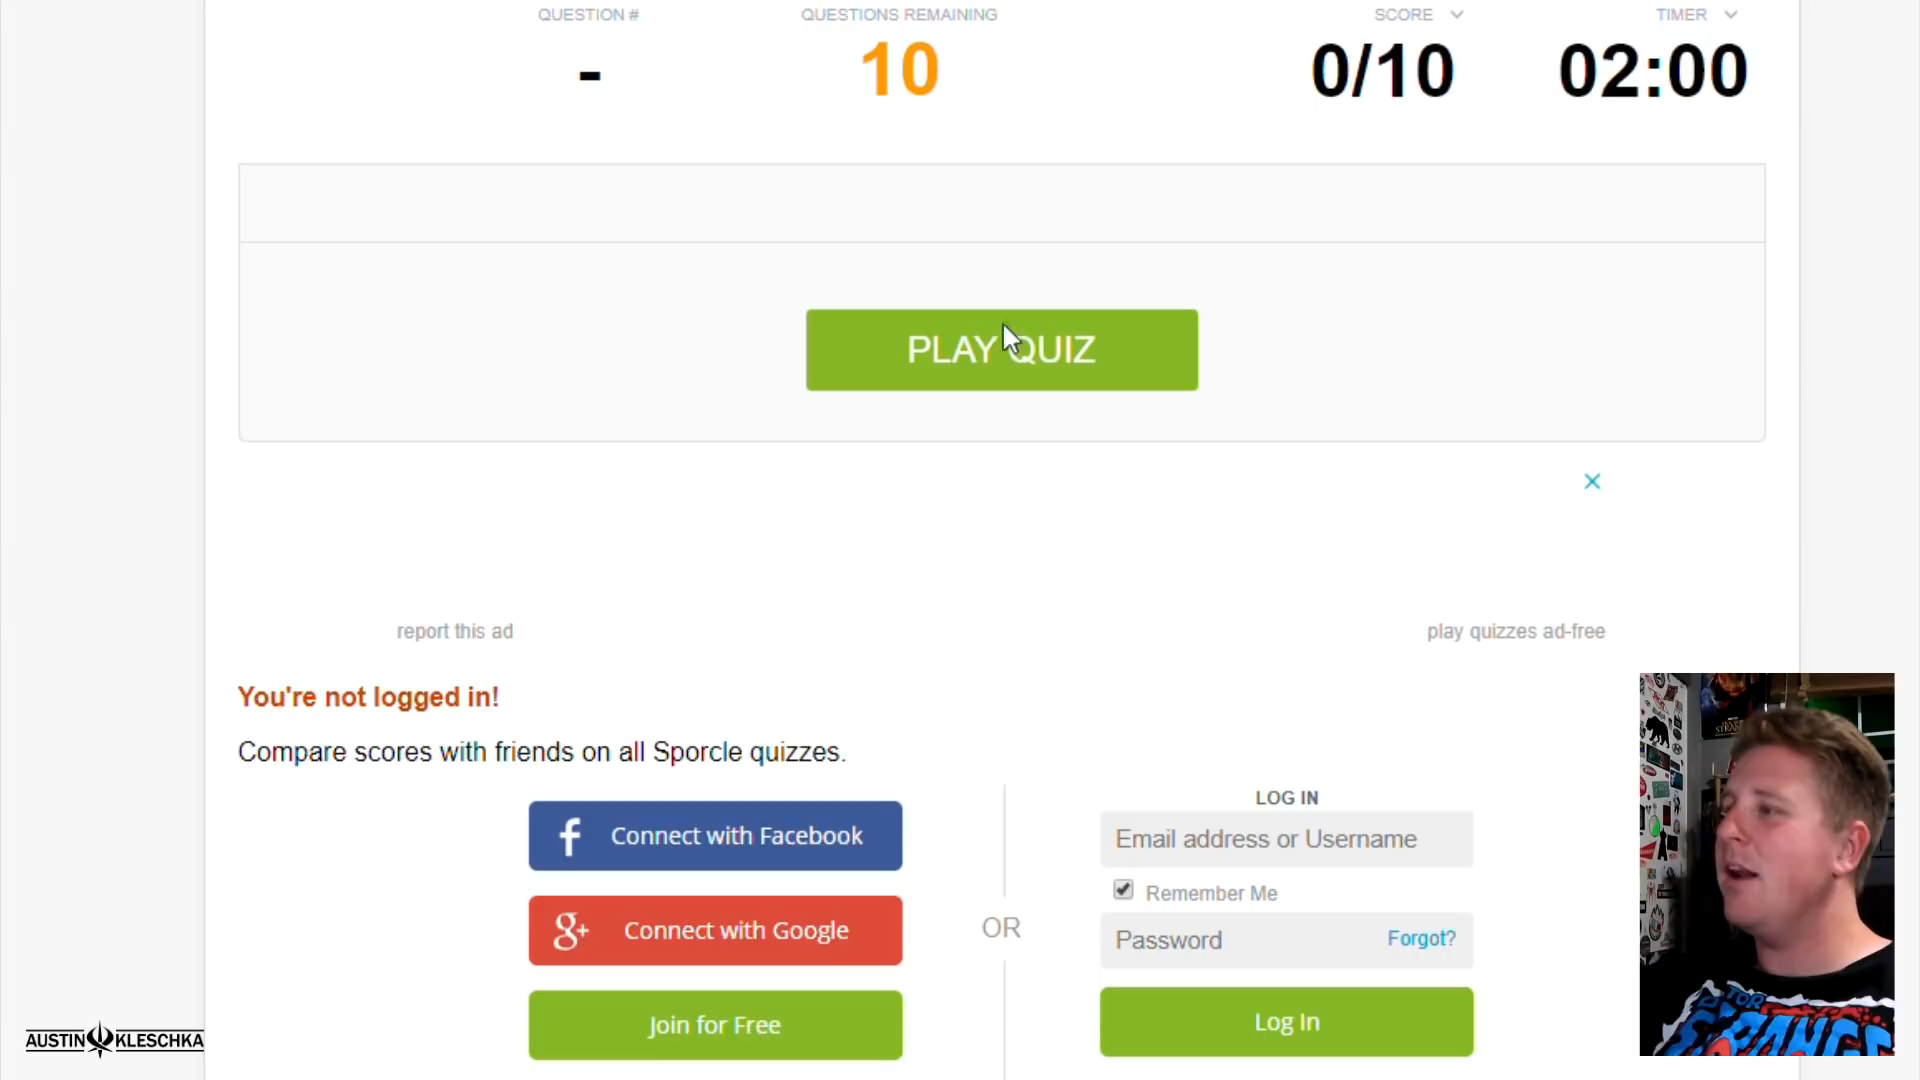 QUESTION #
-
QUESTIONS REMAINING
10
SCORE
0/10
TIMER
02:00
PLAY QUIZ
report this ad
play quizzes ad-free
You're not logged in!
Compare scores with friends on all Sporcle quizzes.
Connect with Facebook
Connect with Google
Join for Free
OR
LOG IN
Email address or Username
Remember Me
Password
Forgot?
Log In
AUSTIN KLESCHKA